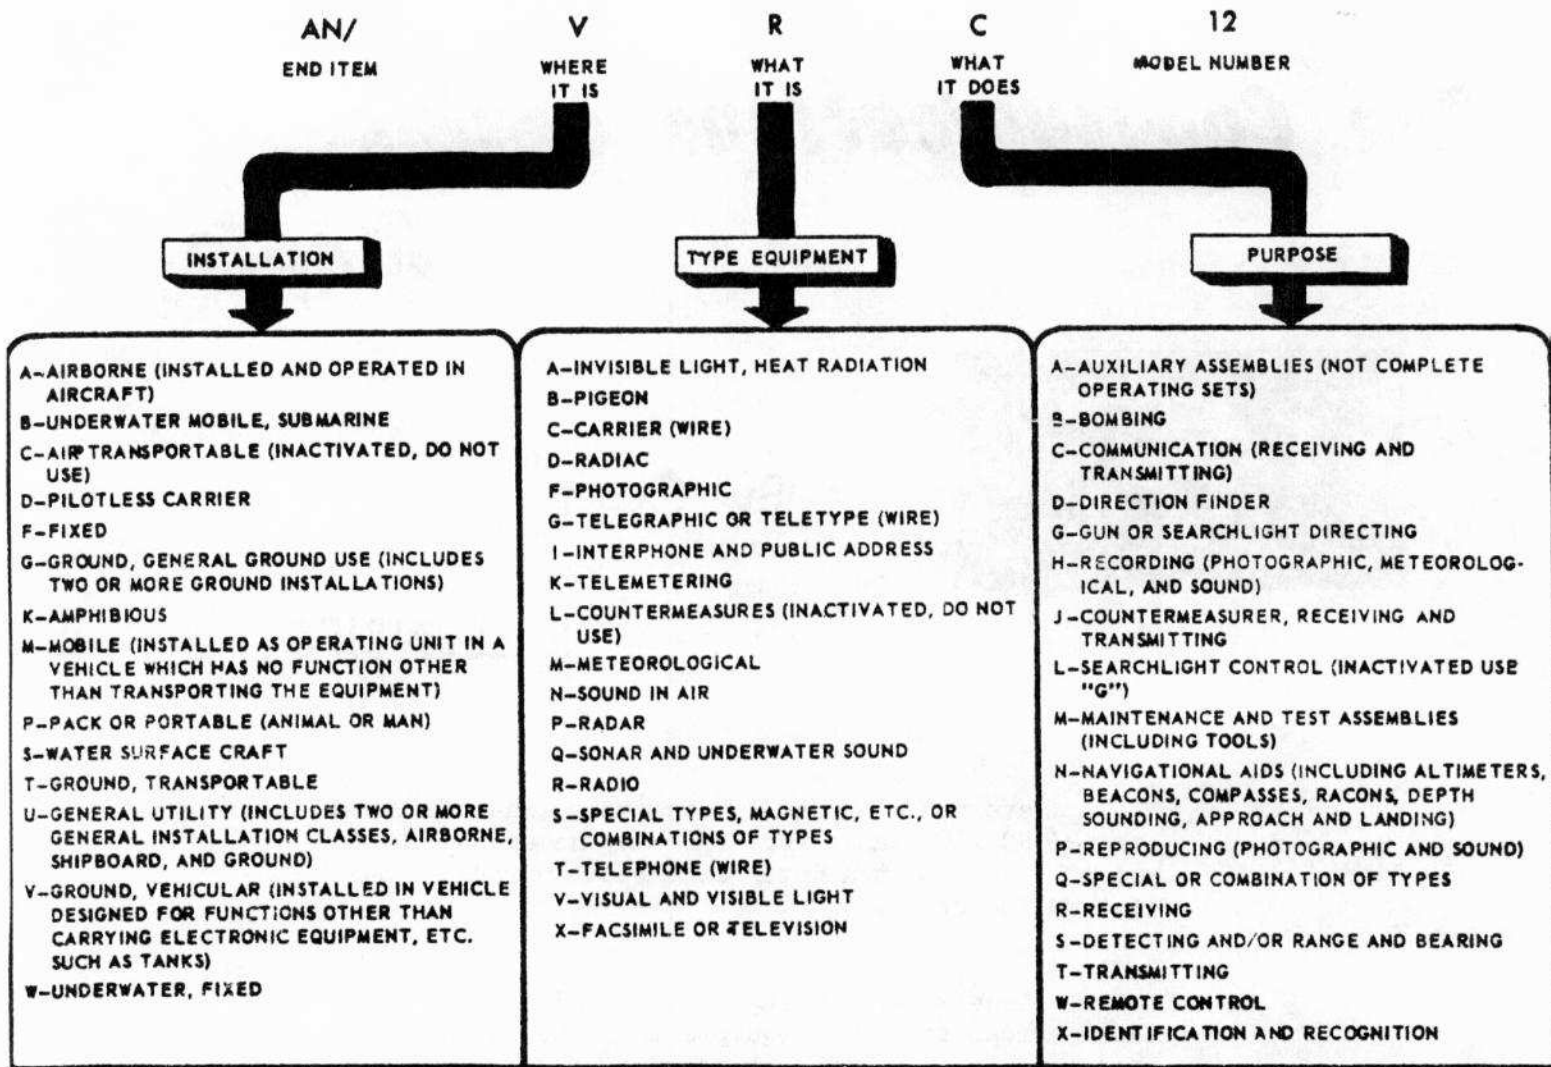 AN/ V R C 12
END ITEM WHERE IT IS WHAT IT IS WHAT IT DOES MODEL NUMBER
INSTALLATION
TYPE EQUIPMENT
PURPOSE
A-AIRBORNE (INSTALLED AND OPERATED IN
AIRCRAFT)
B-UNDERWATER MOBILE, SUBMARINE
C-AIR TRANSPORTABLE (INACTIVATED, DO NOT
USE)
D-PILOTLESS CARRIER
F-FIXED
G-GROUND, GENERAL GROUND USE (INCLUDES
TWO OR MORE GROUND INSTALLATIONS)
K-AMPHIBIOUS
M-MOBILE (INSTALLED AS OPERATING UNIT IN A
VEHICLE WHICH HAS NO FUNCTION OTHER
THAN TRANSPORTING THE EQUIPMENT)
P-PACK OR PORTABLE (ANIMAL OR MAN)
S-WATER SURFACE CRAFT
T-GROUND, TRANSPORTABLE
U-GENERAL UTILITY (INCLUDES TWO OR MORE
GENERAL INSTALLATION CLASSES, AIRBORNE,
SHIPBOARD, AND GROUND)
V-GROUND, VEHICULAR (INSTALLED IN VEHICLE
DESIGNED FOR FUNCTIONS OTHER THAN
CARRYING ELECTRONIC EQUIPMENT, ETC.
SUCH AS TANKS)
W-UNDERWATER, FIXED
A-INVISIBLE LIGHT, HEAT RADIATION
B-PIGEON
C-CARRIER (WIRE)
D-RADIAC
F-PHOTOGRAPHIC
G-TELEGRAPHIC OR TELETYPE (WIRE)
I-INTERPHONE AND PUBLIC ADDRESS
K-TELEMETERING
L-COUNTERMEASURES (INACTIVATED, DO NOT
USE)
M-METEOROLOGICAL
N-SOUND IN AIR
P-RADAR
Q-SONAR AND UNDERWATER SOUND
R-RADIO
S-SPECIAL TYPES, MAGNETIC, ETC., OR
COMBINATIONS OF TYPES
T-TELEPHONE (WIRE)
V-VISUAL AND VISIBLE LIGHT
X-FACSIMILE OR TELEVISION
A-AUXILIARY ASSEMBLIES (NOT COMPLETE
OPERATING SETS)
B-BOMBING
C-COMMUNICATION (RECEIVING AND
TRANSMITTING)
D-DIRECTION FINDER
G-GUN OR SEARCHLIGHT DIRECTING
H-RECORDING (PHOTOGRAPHIC, METEOROLOG-
ICAL, AND SOUND)
J-COUNTERMEASURER, RECEIVING AND
TRANSMITTING
L-SEARCHLIGHT CONTROL (INACTIVATED USE
"G")
M-MAINTENANCE AND TEST ASSEMBLIES
(INCLUDING TOOLS)
N-NAVIGATIONAL AIDS (INCLUDING ALTIMETERS,
BEACONS, COMPASSES, RACONS, DEPTH
SOUNDING, APPROACH AND LANDING)
P-REPRODUCING (PHOTOGRAPHIC AND SOUND)
Q-SPECIAL OR COMBINATION OF TYPES
R-RECEIVING
S-DETECTING AND/OR RANGE AND BEARING
T-TRANSMITTING
W-REMOTE CONTROL
X-IDENTIFICATION AND RECOGNITION